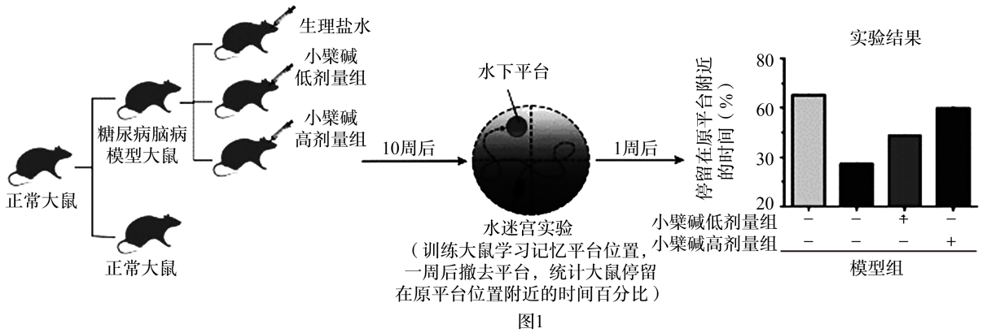 生理盐水
小檗碱
低剂量组
小檗碱
高剂量组
糖尿病脑病
模型大鼠
正常大鼠
正常大鼠
10周后
水下平台
水迷宫实验
(训练大鼠学习记忆平台位置，
一周后撤去平台，统计大鼠停留
在原平台位置附近的时间百分比)
1周后
实验结果
停留在原平台附近
的时间(%)
80
60
30
20
小檗碱低剂量组 − − + −
小檗碱高剂量组 − − − +
模型组
图1